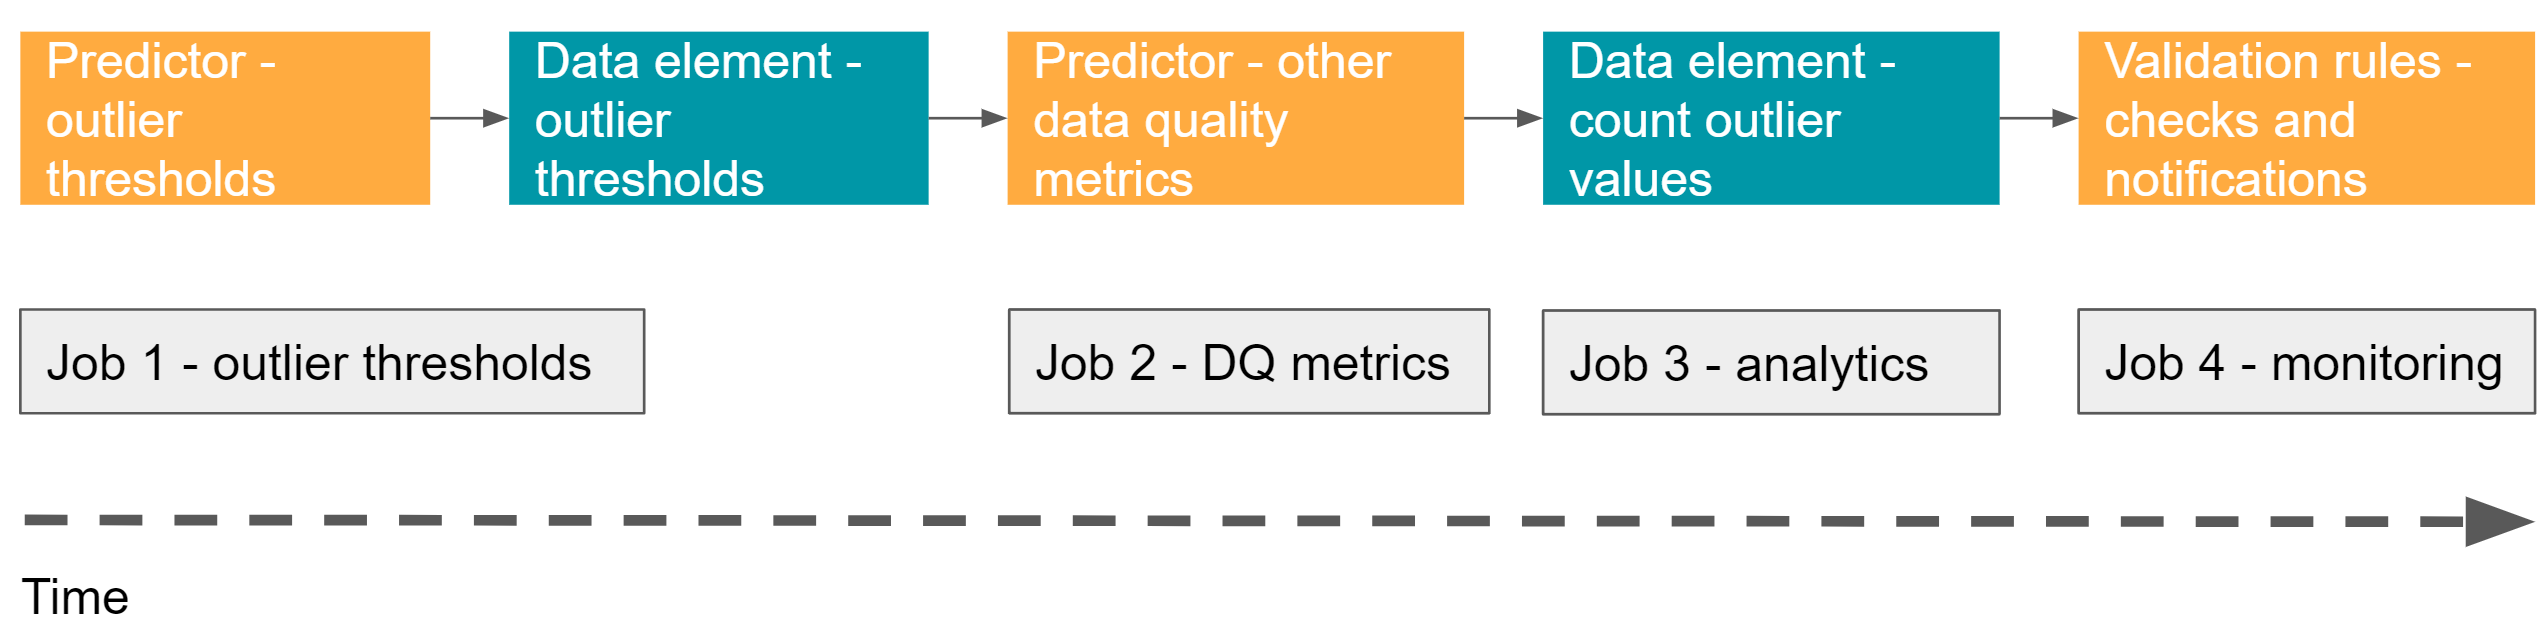 Predictor -
outlier
thresholds
Data element -
outlier
thresholds
Predictor - other
data quality
metrics
Data element -
count outlier
values
Validation rules -
checks and
notifications
Job 1 - outlier thresholds
Job 2 - DQ metrics
Job 3 - analytics
Job 4 - monitoring
Time